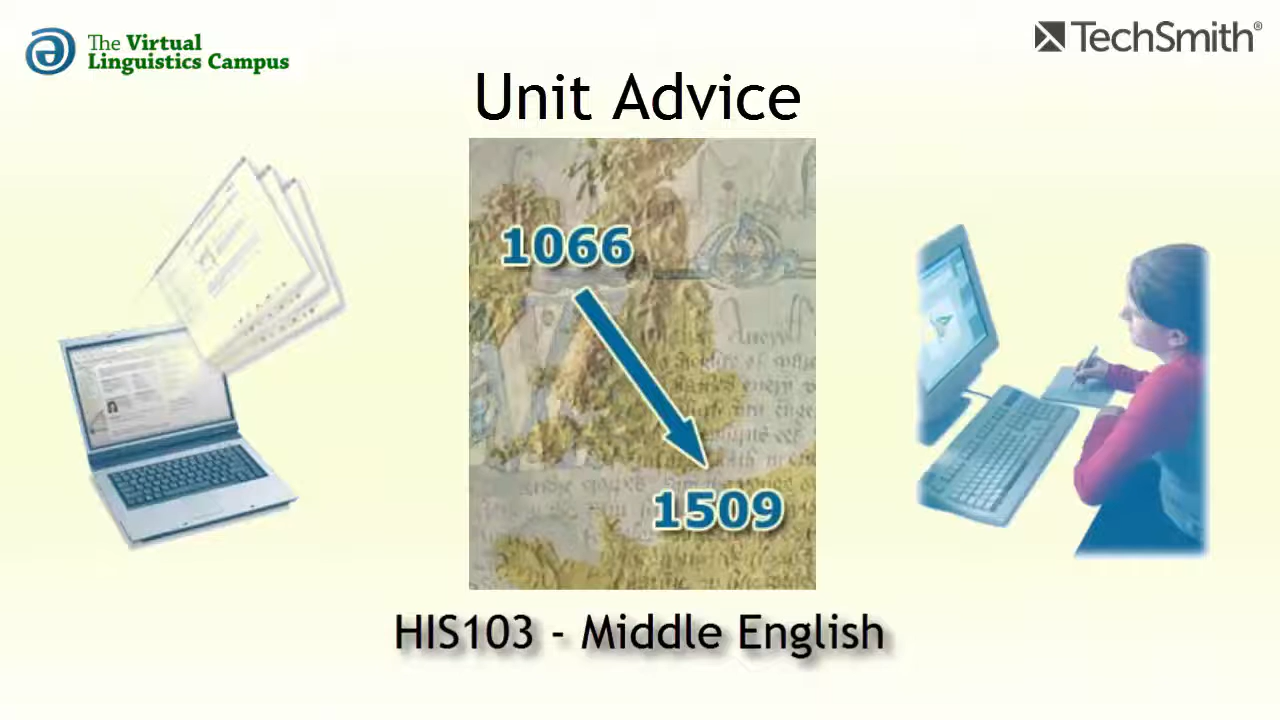 The Virtual
Linguistics Campus
TechSmith®
Unit Advice
1066
1509
HIS103 - Middle English